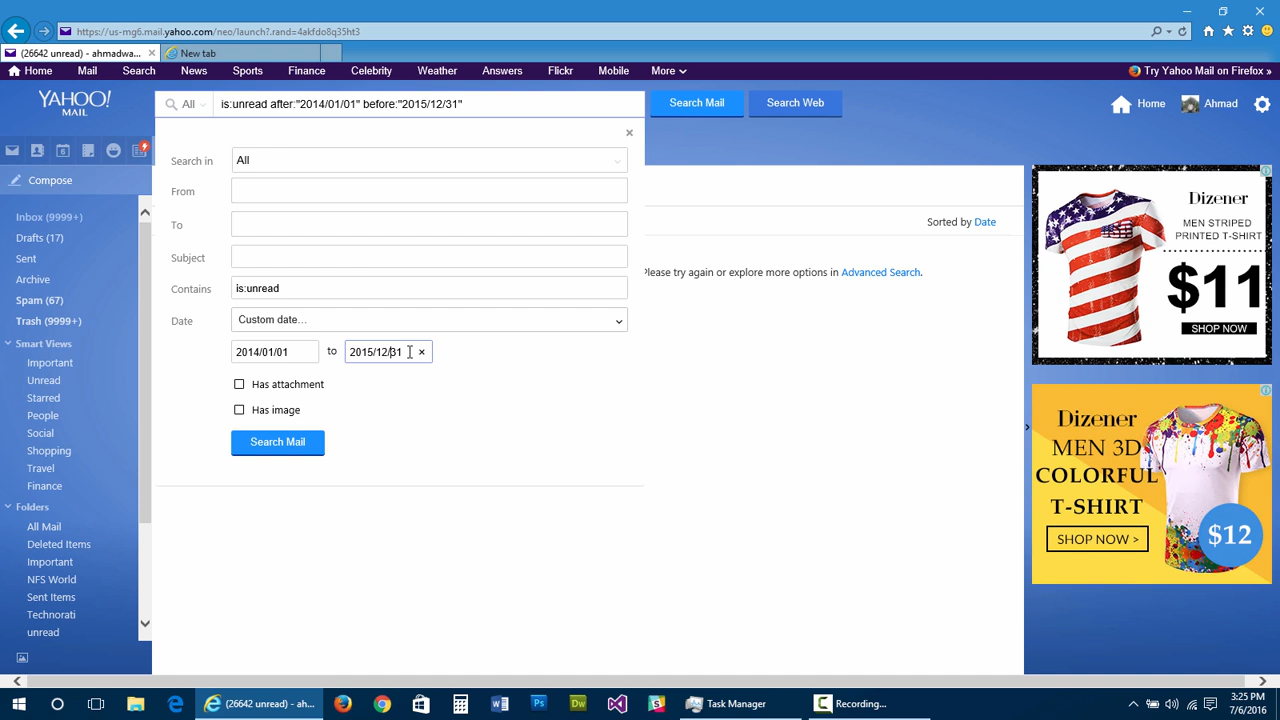 https://us-mg6.mail.yahoo.com/neo/launch?.rand=4akfdo8q35ht3
(26642 unread) - ahmadwa...
New tab
Home Mail Search News Sports Finance Celebrity Weather Answers Flickr Mobile More
Try Yahoo Mail on Firefox »
YAHOO!
MAIL
All
is:unread after:"2014/01/01" before:"2015/12/31"
Search Mail
Search Web
Home
Ahmad
Compose
Inbox (9999+)
Drafts (17)
Sent
Archive
Spam (67)
Trash (9999+)
Smart Views
Important
Unread
Starred
People
Social
Shopping
Travel
Finance
Folders
All Mail
Deleted Items
Important
NFS World
Sent Items
Technorati
unread
Search in All
From
To
Subject
Contains is:unread
Date Custom date...
2014/01/01 to 2015/12/31
Has attachment
Has image
Search Mail
Sorted by Date
Please try again or explore more options in Advanced Search.
Dizener
MEN STRIPED
PRINTED T-SHIRT
$11
SHOP NOW
Dizener
MEN 3D
COLORFUL
T-SHIRT
SHOP NOW >
$12
(26642 unread) - ah...
Task Manager
Recording...
3:25 PM
7/6/2016